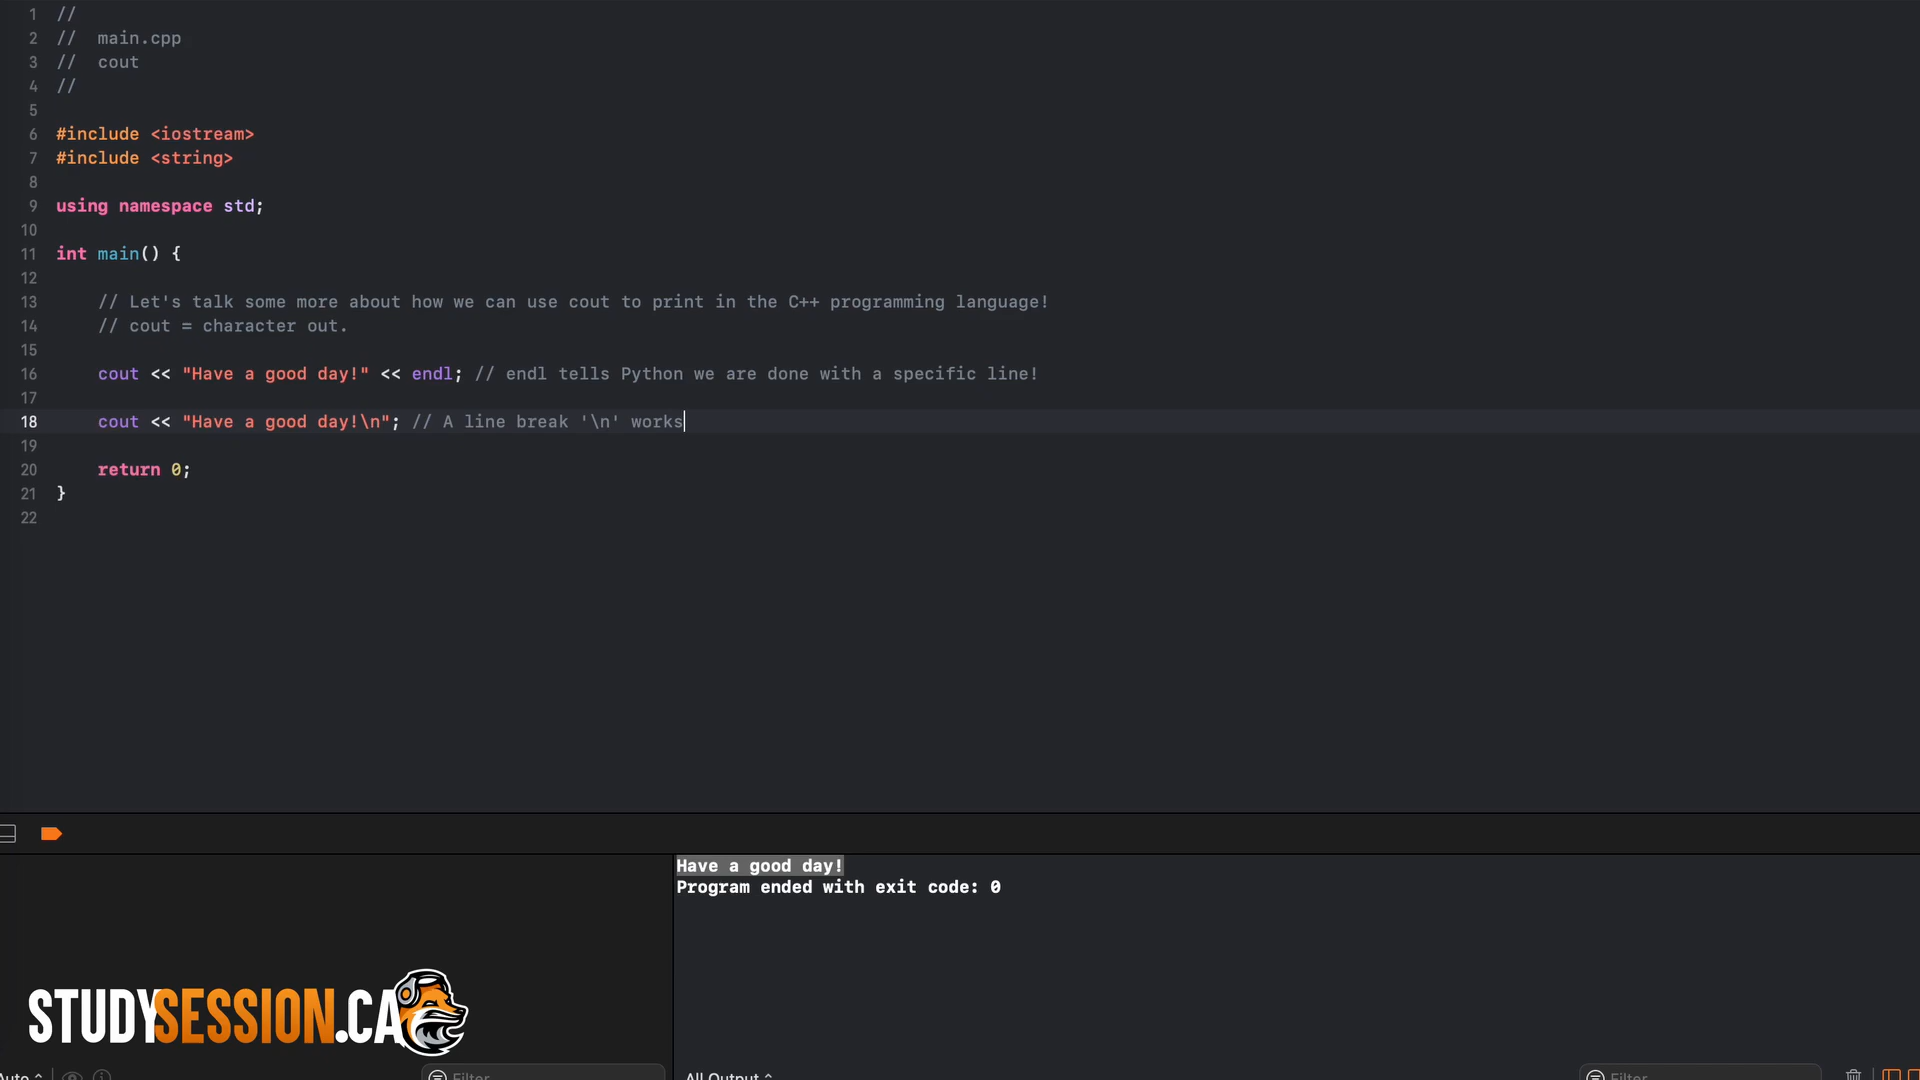 1 //
2 //  main.cpp
3 //  cout
4 //
5
6 #include <iostream>
7 #include <string>
8
9 using namespace std;
10
11 int main() {
12
13     // Let's talk some more about how we can use cout to print in the C++ programming language!
14     // cout = character out.
15
16     cout << "Have a good day!" << endl; // endl tells Python we are done with a specific line!
17
18     cout << "Have a good day!\n"; // A line break '\n' works
19
20     return 0;
21 }
22
Have a good day!
Program ended with exit code: 0
STUDYSESSION.CA
Auto
Filter
All Output
Filter